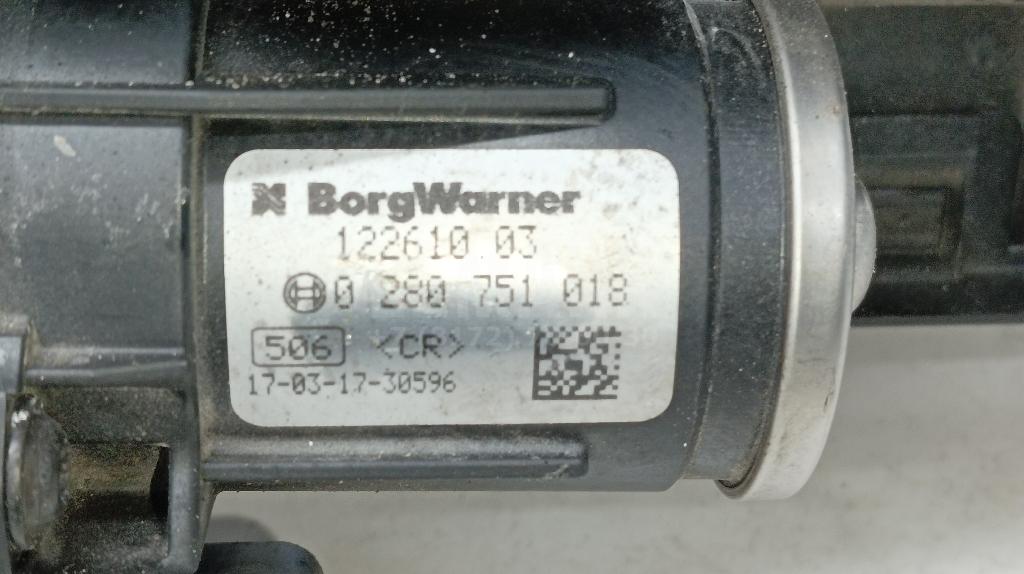 BorgWarner
122610 03
0 280 751 018
506 <CR>
17-03-17-30596